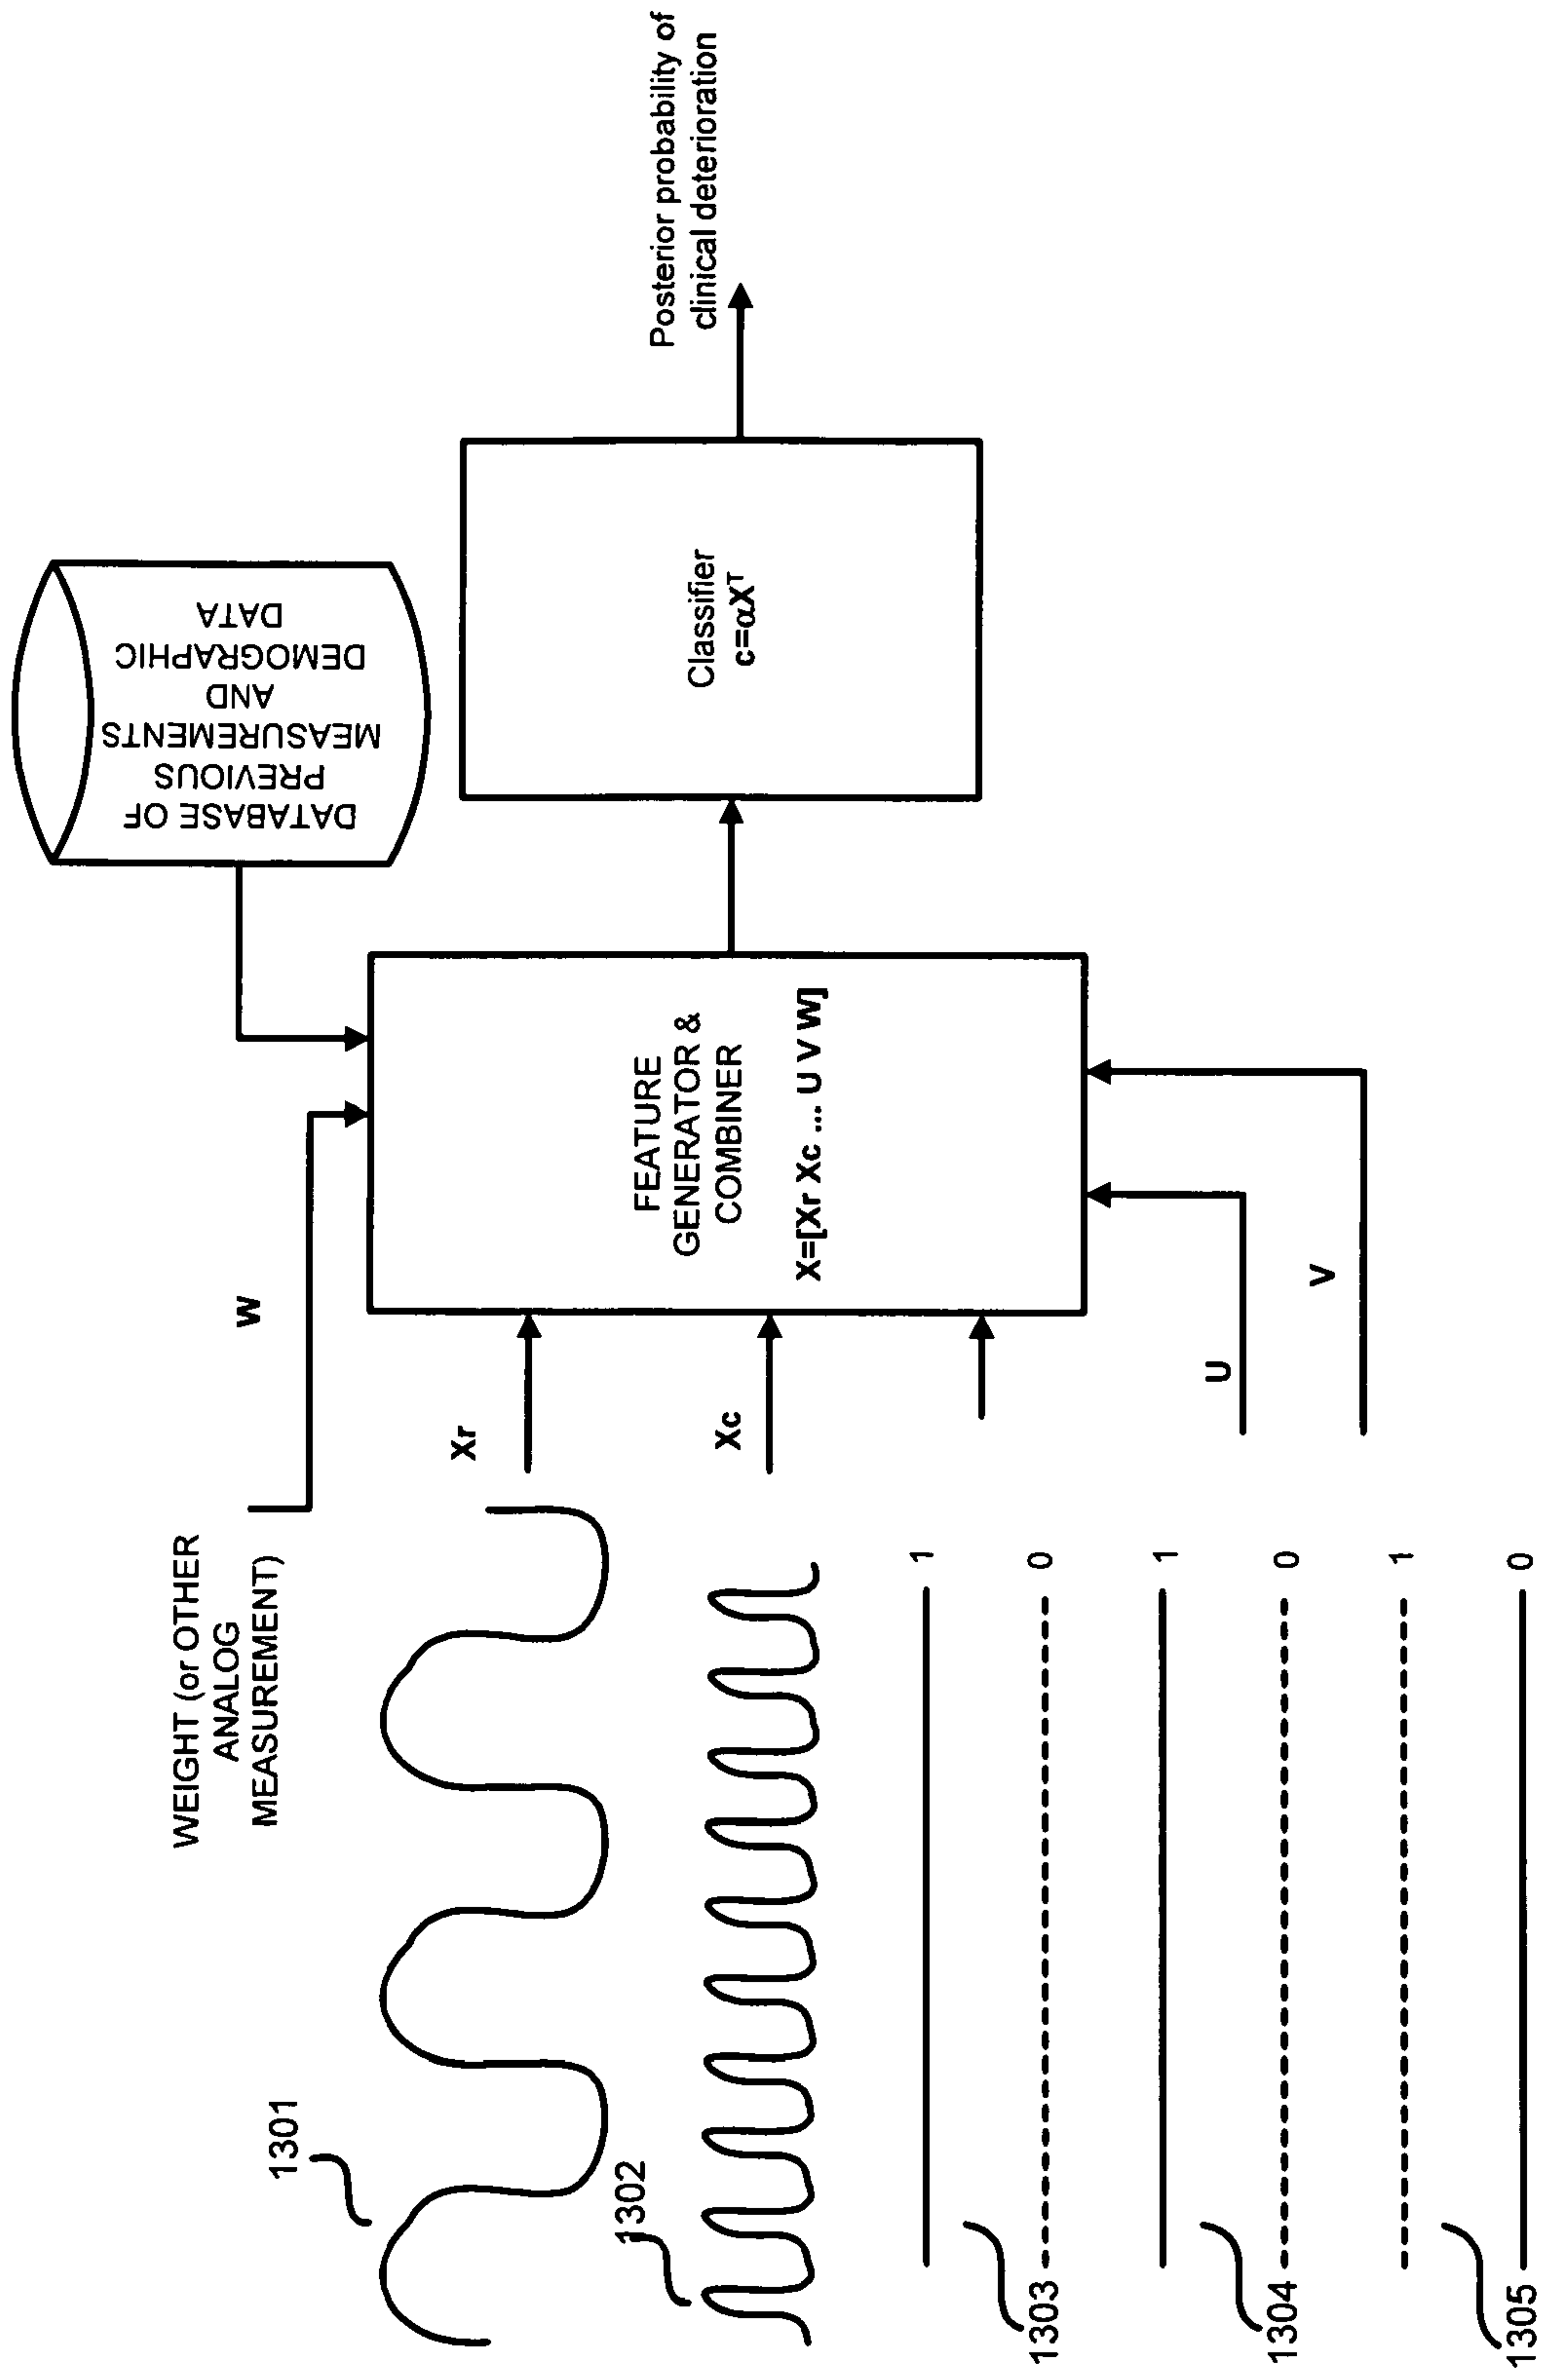 WEIGHT (or OTHER
ANALOG
MEASUREMENT)
W
DATABASE OF
PREVIOUS
MEASUREMENTS
AND
DEMOGRAPHIC
DATA
1301
Xr
1302
Xc
FEATURE
GENERATOR &
COMBINER
X=[Xr Xc ... U V W]
Classifier
c=αXᵀ
Posterior probability of
clinical deterioration
1
1303
0
1
U
1304
0
V
1
1305
0